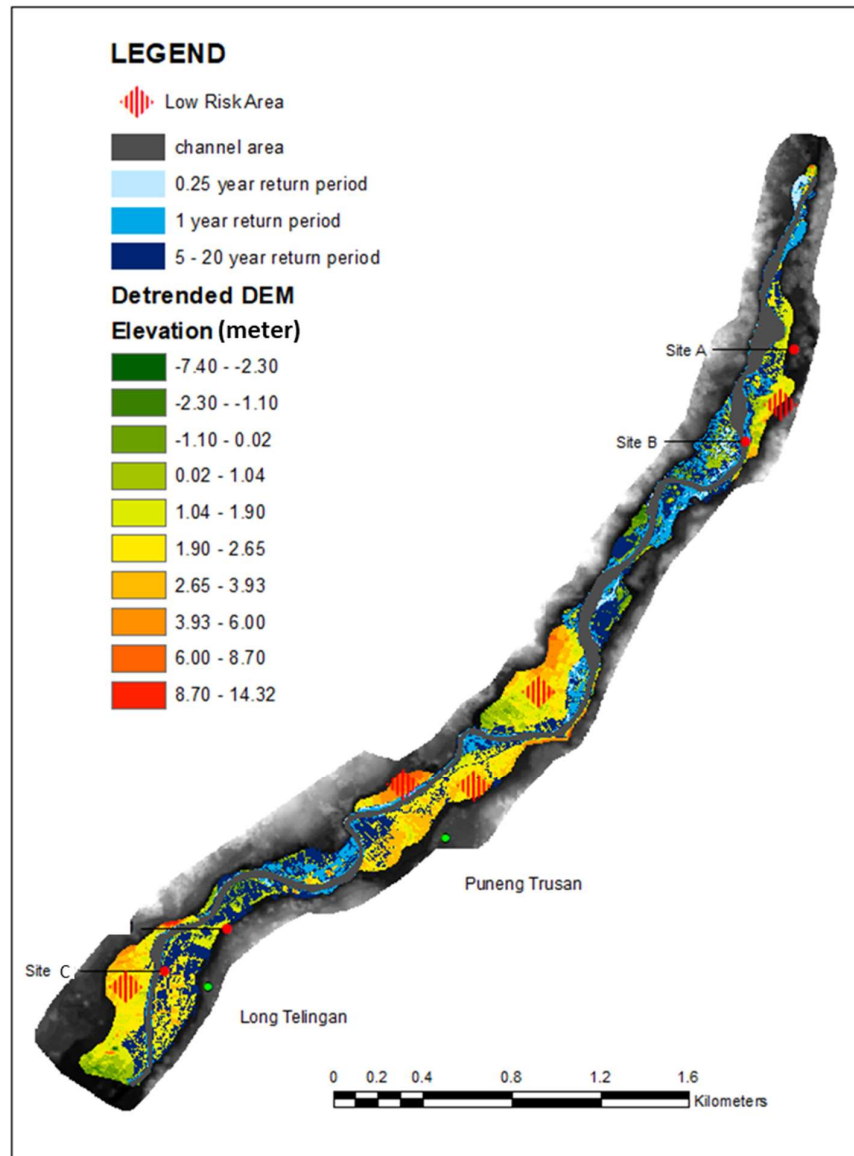 LEGEND
Low Risk Area
channel area
0.25 year return period
1 year return period
5 - 20 year return period
Detrended DEM
Elevation (meter)
-7.40 - -2.30
-2.30 - -1.10
-1.10 - 0.02
0.02 - 1.04
1.04 - 1.90
1.90 - 2.65
2.65 - 3.93
3.93 - 6.00
6.00 - 8.70
8.70 - 14.32
Site A
Site B
Puneng Trusan
Site C
Long Telingan
0 0.2 0.4 0.8 1.2 1.6
Kilometers